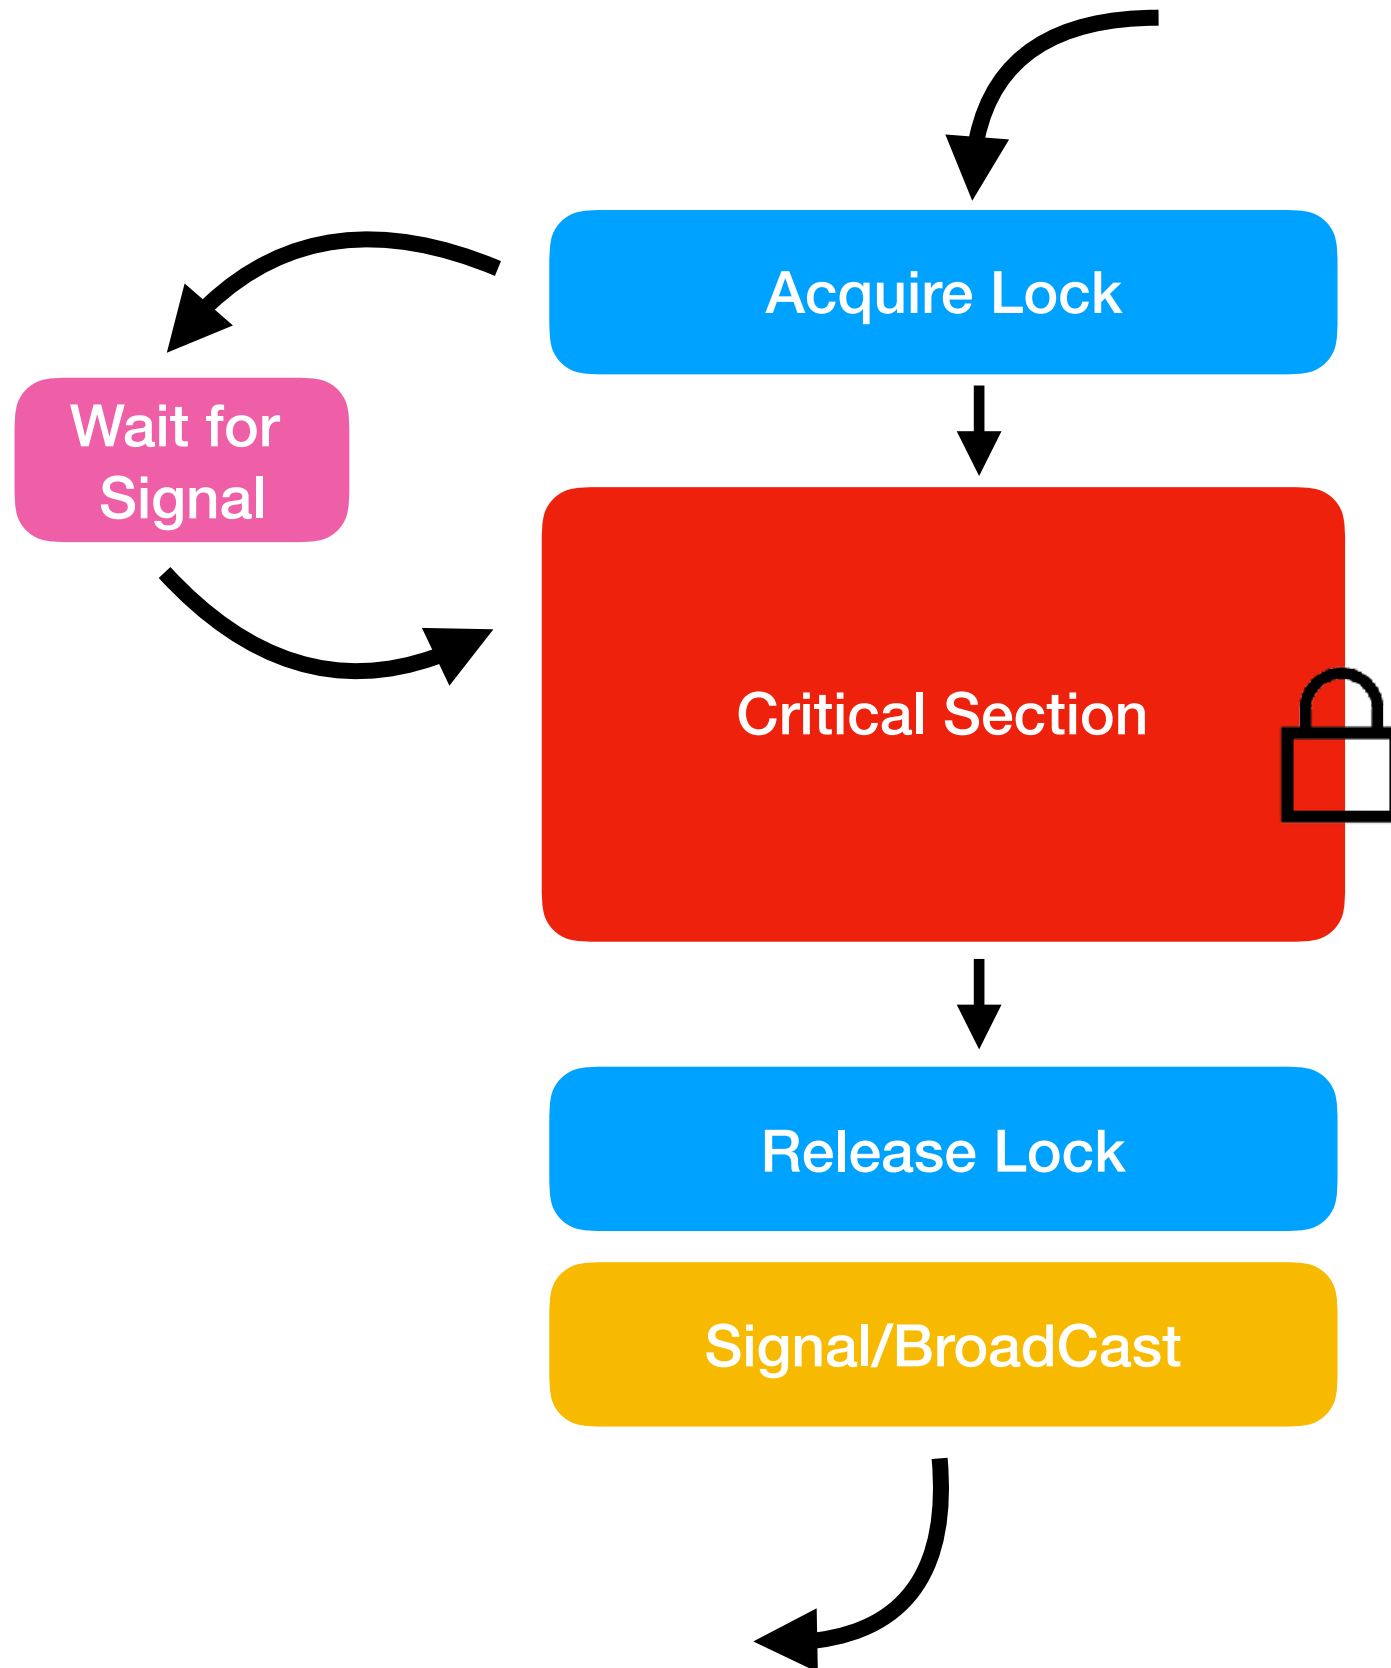 Acquire Lock
Wait for
Signal
Critical Section
Release Lock
Signal/BroadCast